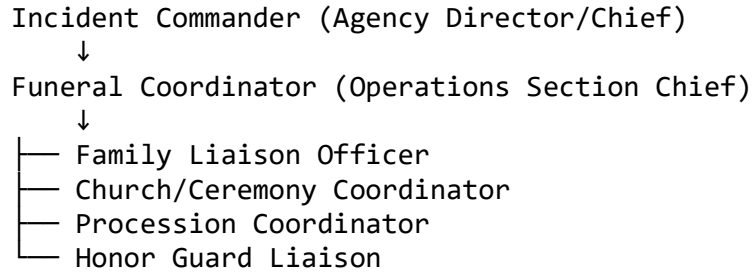 Incident Commander (Agency Director/Chief)
↓
Funeral Coordinator (Operations Section Chief)
↓
├── Family Liaison Officer
├── Church/Ceremony Coordinator
├── Procession Coordinator
└── Honor Guard Liaison